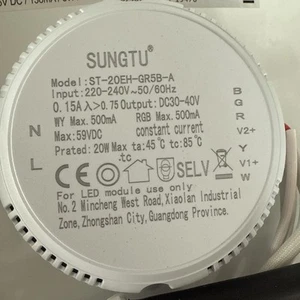 SUNGTU
Model: ST-20EH-GR5B-A
Input: 220-240V~50/60Hz
0.15A λ>0.75 Output: DC30-40V
WY Max. 500mA RGB Max. 500mA
Max: 59VDC constant current
Prated: 20W Max ta: 45°C tc: 85°C
SELV
For LED module use only
No. 2 Mincheng West Road, Xiaolan Industrial
Zone, Zhongshan City, Guangdong Province.
N
L
B
G
R
V2+
Y
V1+
W